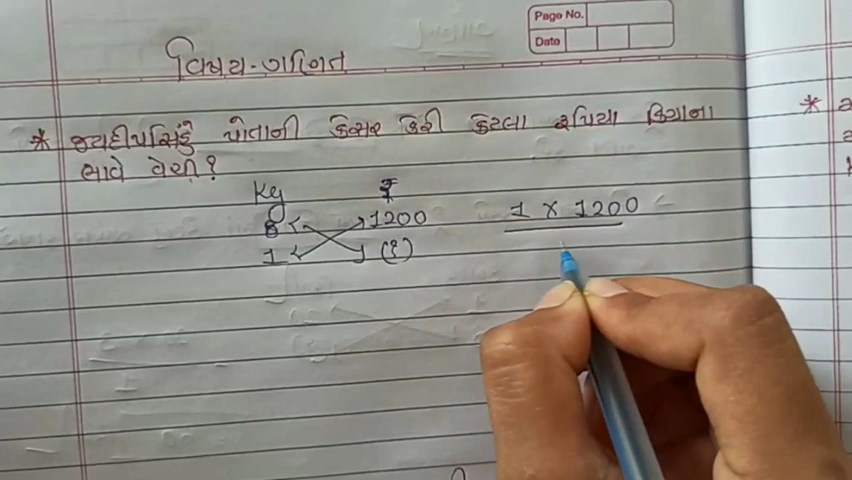 Page No.
Date
વિષય-ગણિત
* જયદીપસિંહે પોતાની કેસર કેરી કેટલા રૂપિયા કિગ્રાના
ભાવે વેચી?
Kg ₹
8 1200 1 x 1200
1 (?)
*